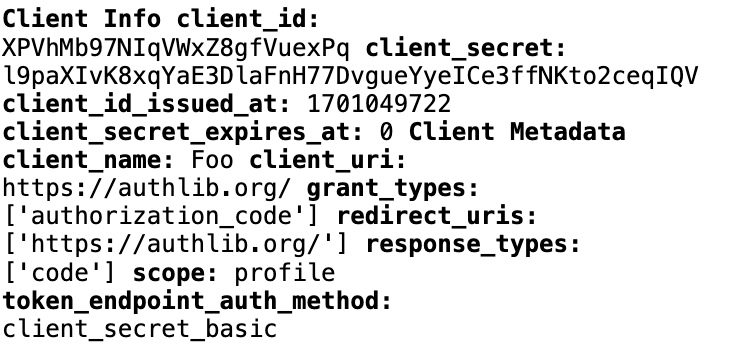 Client Info client_id:
XPVhMb97NIqVWxZ8gfVuexPq client_secret:
l9paXIvK8xqYaE3DlaFnH77DvgueYyeICe3ffNKto2ceqIQV
client_id_issued_at: 1701049722
client_secret_expires_at: 0 Client Metadata
client_name: Foo client_uri:
https://authlib.org/ grant_types:
['authorization_code'] redirect_uris:
['https://authlib.org/'] response_types:
['code'] scope: profile
token_endpoint_auth_method:
client_secret_basic